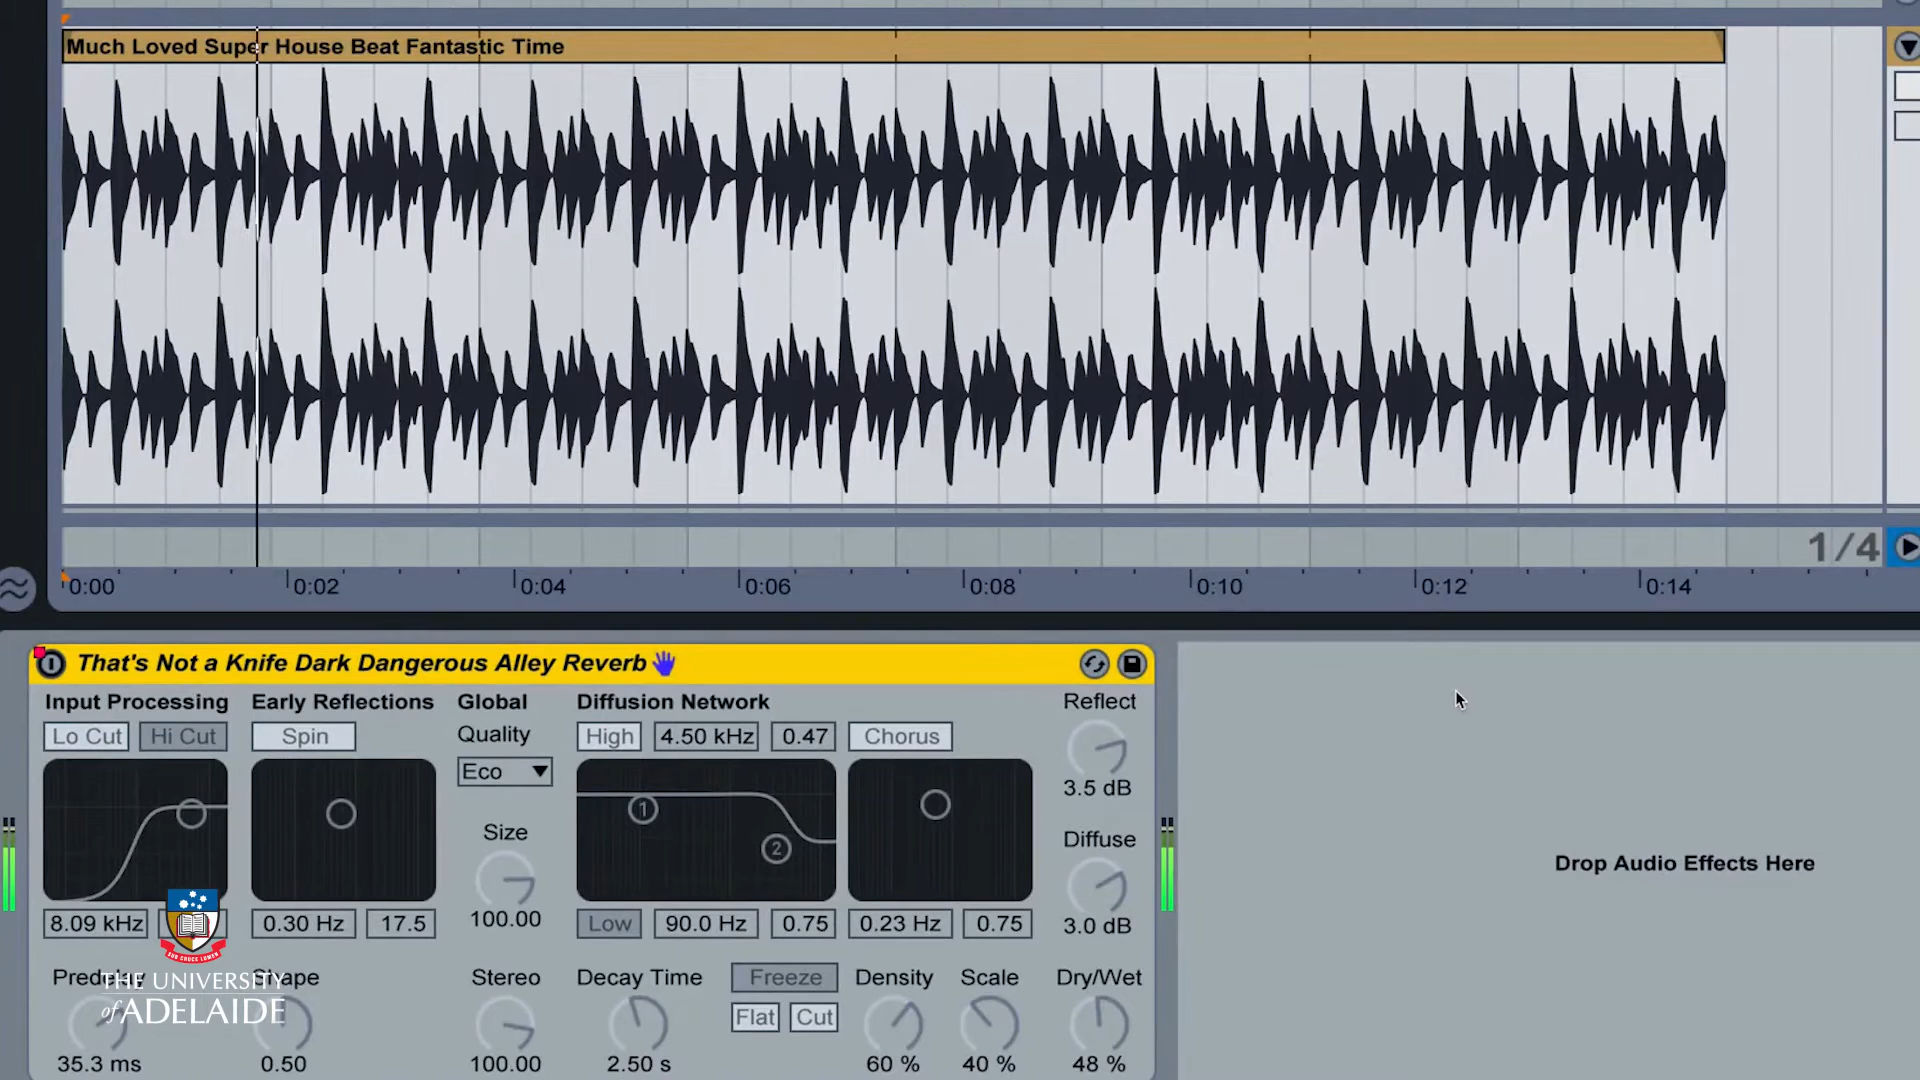 Much Loved Super House Beat Fantastic Time
1/4
0:00 0:02 0:04 0:06 0:08 0:10 0:12 0:14
That's Not a Knife Dark Dangerous Alley Reverb
Input Processing Early Reflections Global Diffusion Network Reflect
Lo Cut Hi Cut Spin Quality High 4.50 kHz 0.47 Chorus
Eco
1
2
3.5 dB
Size Diffuse
100.00
8.09 kHz 0.30 Hz 17.5 Low 90.0 Hz 0.75 0.23 Hz 0.75 3.0 dB
SUB CRUCE LUMEN
Predelay Shape Stereo Decay Time Freeze Density Scale Dry/Wet
THE UNIVERSITY
of ADELAIDE
Flat Cut
35.3 ms 0.50 100.00 2.50 s 60 % 40 % 48 %
Drop Audio Effects Here